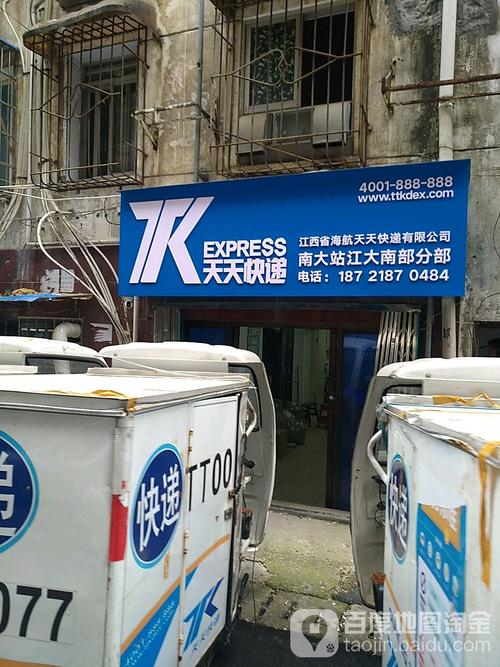 4001-888-888
www.ttkdex.com
TK
EXPRESS
天天快递
江西省海航天天快递有限公司
南大站江大南部分部
电话：187 2187 0484
快递
TT00
递
077
TK
快递
百度地图淘金
taojin.baidu.com